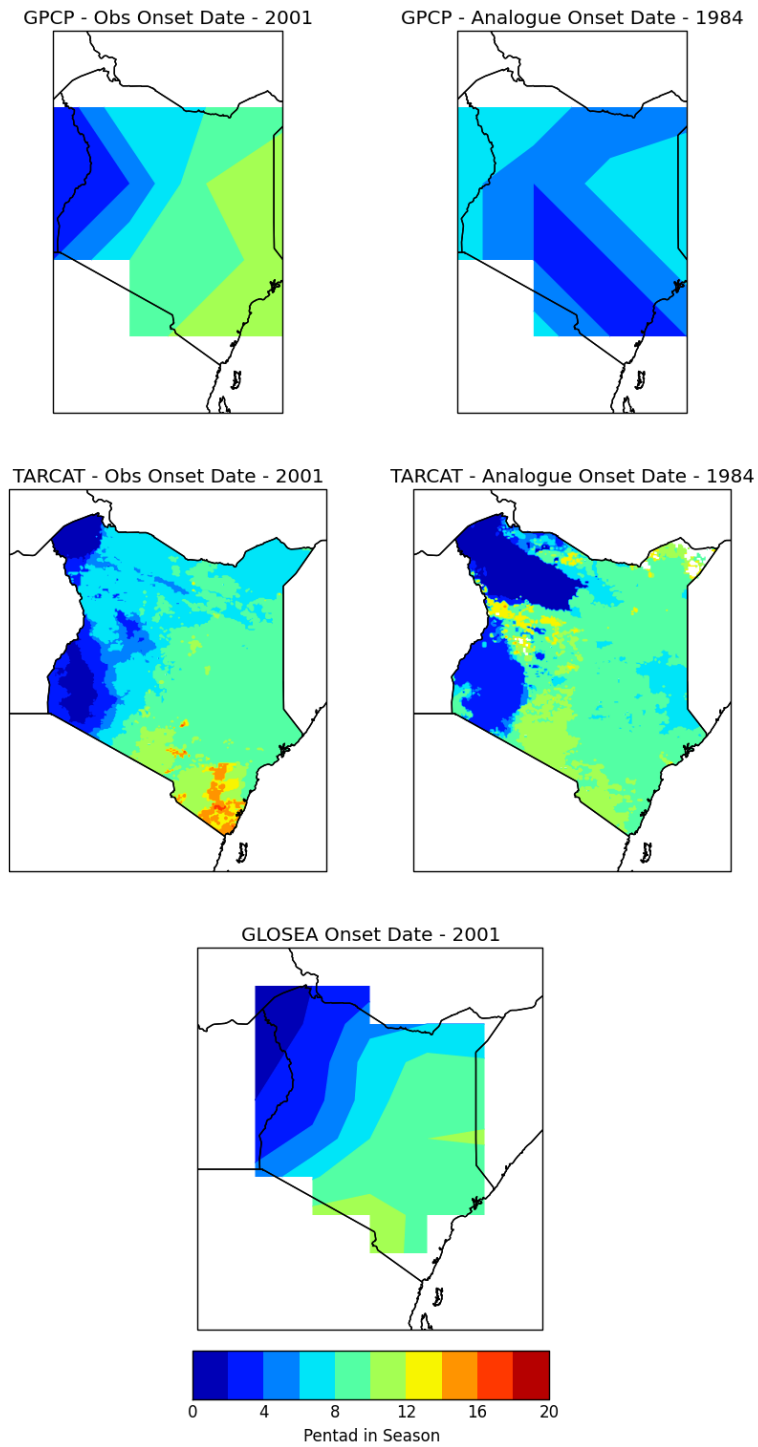 GPCP - Obs Onset Date - 2001
GPCP - Analogue Onset Date - 1984
TARCAT - Obs Onset Date - 2001
TARCAT - Analogue Onset Date - 1984
GLOSEA Onset Date - 2001
0 4 8 12 16 20
Pentad in Season